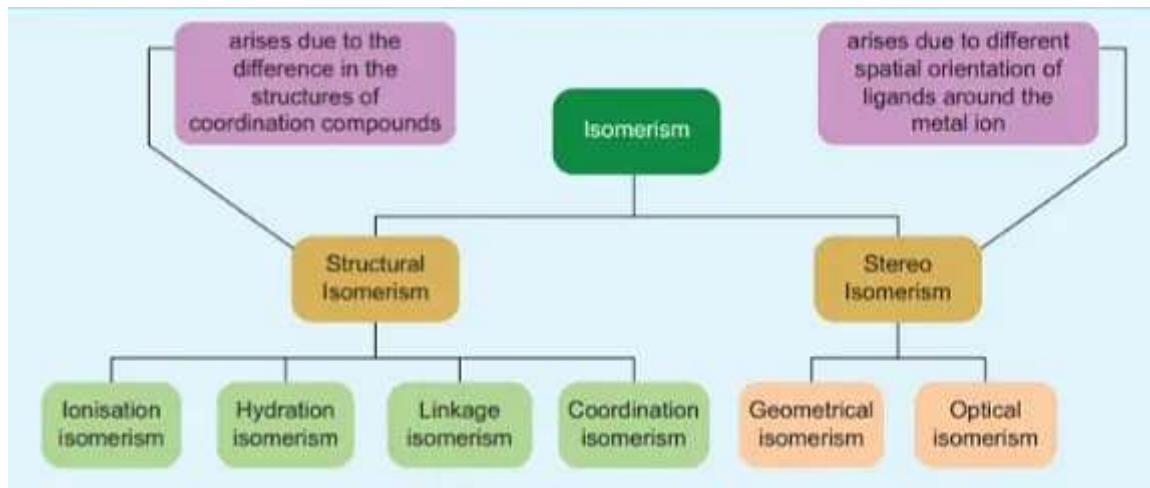 arises due to the
difference in the
structures of
coordination compounds
arises due to different
spatial orientation of
ligands around the
metal ion
Isomerism
Structural
Isomerism
Stereo
Isomerism
Ionisation
isomerism
Hydration
isomerism
Linkage
isomerism
Coordination
isomerism
Geometrical
isomerism
Optical
isomerism